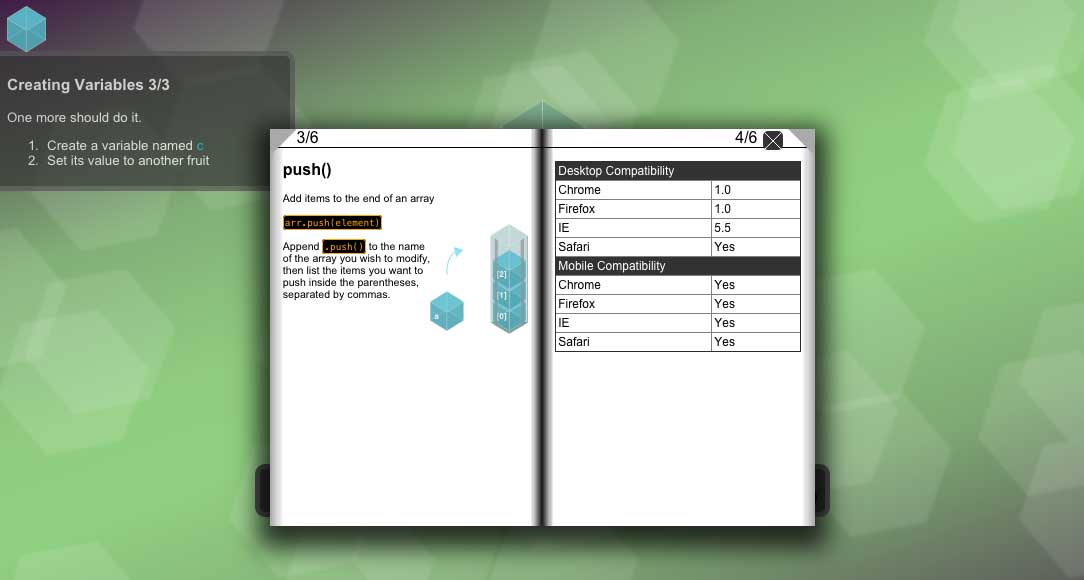 Creating Variables 3/3
One more should do it.
1. Create a variable named c
2. Set its value to another fruit
3/6
push()
Add items to the end of an array
arr.push(element)
Append .push() to the name
of the array you wish to modify,
then list the items you want to
push inside the parentheses,
separated by commas.
a
[2]
[1]
[0]
4/6
Desktop Compatibility
Chrome 1.0
Firefox 1.0
IE 5.5
Safari Yes
Mobile Compatibility
Chrome Yes
Firefox Yes
IE Yes
Safari Yes